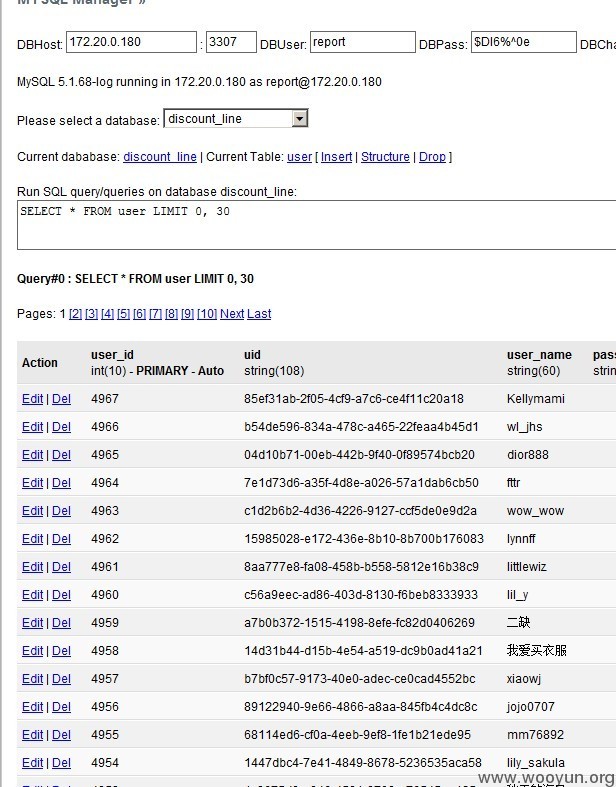 MYSQL Manager »
DBHost: 172.20.0.180 : 3307 DBUser: report DBPass: $DI6%^0e DBCha
MySQL 5.1.68-log running in 172.20.0.180 as report@172.20.0.180
Please select a database: discount_line
Current dababase: discount_line | Current Table: user [ Insert | Structure | Drop ]
Run SQL query/queries on database discount_line:
SELECT * FROM user LIMIT 0, 30
Query#0 : SELECT * FROM user LIMIT 0, 30
Pages: 1 [2] [3] [4] [5] [6] [7] [8] [9] [10] Next Last
Action user_id int(10) - PRIMARY - Auto uid string(108) user_name string(60) pass strin
Edit | Del 4967 85ef31ab-2f05-4cf9-a7c6-ce4f11c20a18 Kellymami
Edit | Del 4966 b54de596-834a-478c-a465-22feaa4b45d1 wl_jhs
Edit | Del 4965 04d10b71-00eb-442b-9f40-0f89574bcb20 dior888
Edit | Del 4964 7e1d73d6-a35f-4d8e-a026-57a1dab6cb50 fttr
Edit | Del 4963 c1d2b6b2-4d36-4226-9127-ccf5de0e9d2a wow_wow
Edit | Del 4962 15985028-e172-436e-8b10-8b700b176083 lynnff
Edit | Del 4961 8aa777e8-fa08-458b-b558-5812e16b38c9 littlewiz
Edit | Del 4960 c56a9eec-ad86-403d-8130-f6beb8333933 lil_y
Edit | Del 4959 a7b0b372-1515-4198-8efe-fc82d0406269 二缺
Edit | Del 4958 14d31b44-d15b-4e54-a519-dc9b0ad41a21 我爱买衣服
Edit | Del 4957 b7bf0c57-9173-40e0-adec-ce0cad4552bc xiaowj
Edit | Del 4956 89122940-9e66-4866-a8aa-845fb4c4dc8c jojo0707
Edit | Del 4955 68114ed6-cf0a-4eeb-9ef8-1fe1b21ede95 mm76892
Edit | Del 4954 1447dbc4-7e41-4849-8678-5236535aca58 lily_sakula
www.wooyun.org